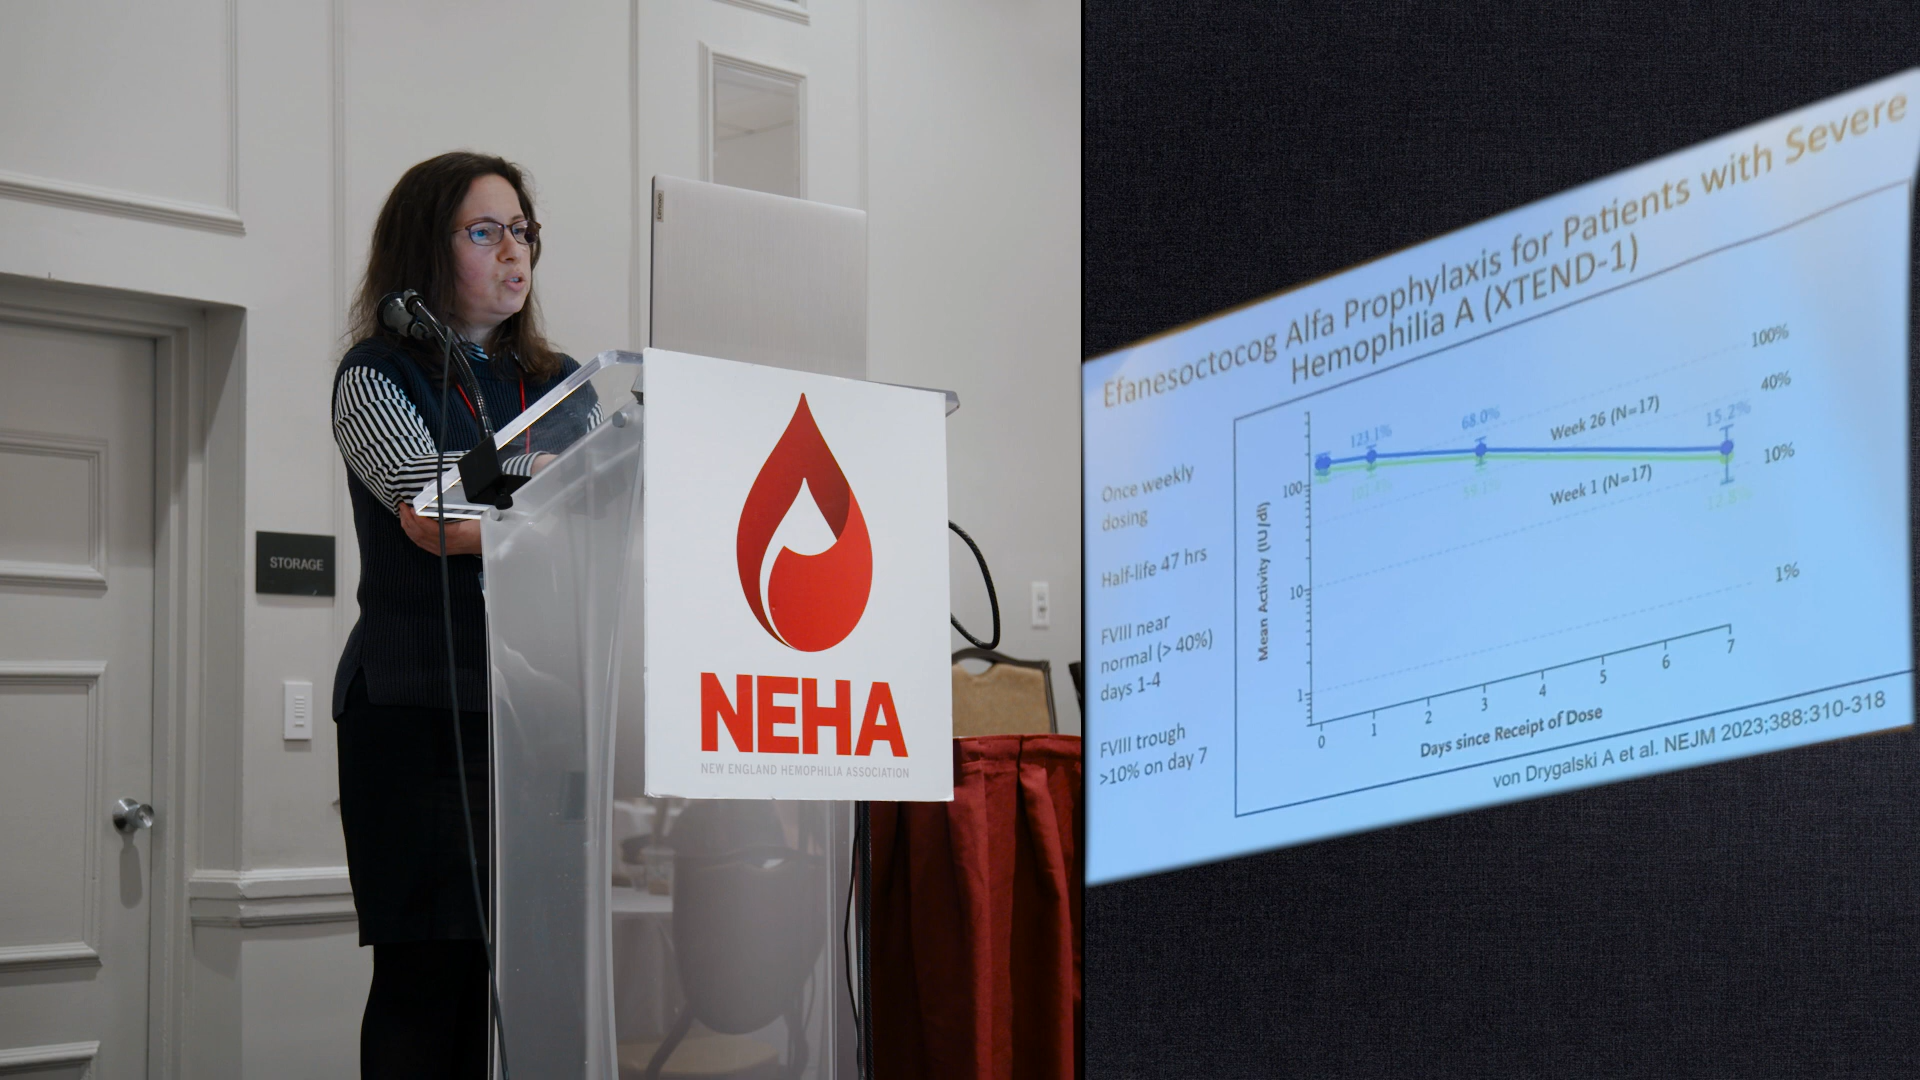 Lenovo
STORAGE
NEHA
NEW ENGLAND HEMOPHILIA ASSOCIATION
Efanesoctocog Alfa Prophylaxis for Patients with Severe
Hemophilia A (XTEND-1)
Once weekly
dosing
Half-life 47 hrs
FVIII near
normal (> 40%)
days 1-4
FVIII trough
>10% on day 7
Mean Activity (IU/dl)
100
10
1
123.1%
68.0%
Week 26 (N=17)
15.2%
Week 1 (N=17)
100%
40%
10%
1%
0 1 2 3 4 5 6 7
Days since Receipt of Dose
von Drygalski A et al. NEJM 2023;388:310-318